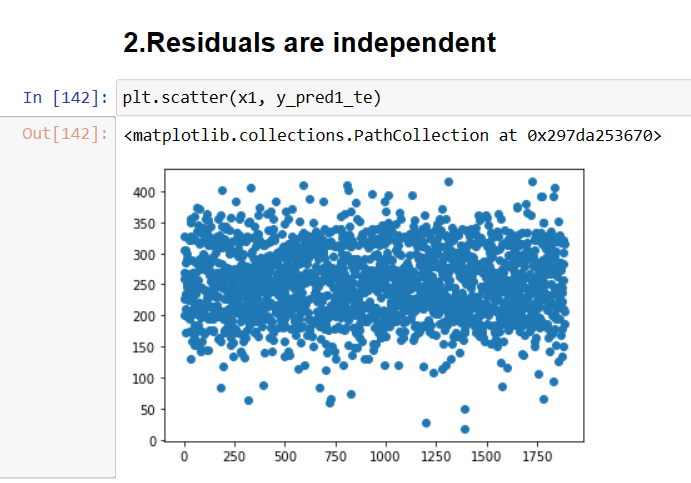 2.Residuals are independent
In [142]: plt.scatter(x1, y_pred1_te)
Out[142]: <matplotlib.collections.PathCollection at 0x297da253670>
400
350
300
250
200
150
100
50
0
0 250 500 750 1000 1250 1500 1750